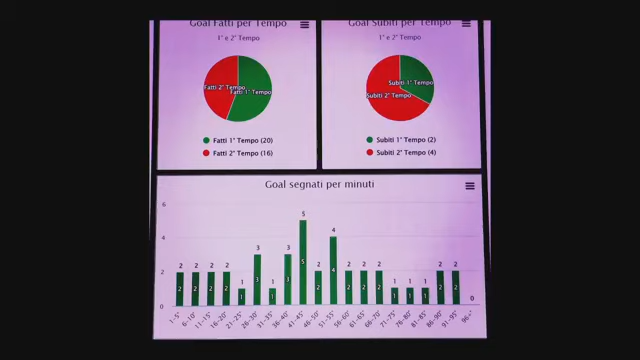 Goal Fatti per Tempo
1° e 2° Tempo
Fatti 2° Tempo
Fatti 1° Tempo
Fatti 1° Tempo (20)
Fatti 2° Tempo (16)
Goal Subiti per Tempo
1° e 2° Tempo
Subiti 1° Tempo
Subiti 2° Tempo
Subiti 1° Tempo (2)
Subiti 2° Tempo (4)
Goal segnati per minuti
6
4
2
0
2 2 2 2 1 3 1 3 5 2 4 2 2 2 1 1 1 2 2 0
2 2 2 2 1 3 1 3 5 2 4 2 2 2 1 1 1 2 2
1-5° 6-10° 11-15° 16-20° 21-25° 26-30° 31-35° 36-40° 41-45° 46-50° 51-55° 56-60° 61-65° 66-70° 71-75° 76-80° 81-85° 86-90° 91-95° 96+°